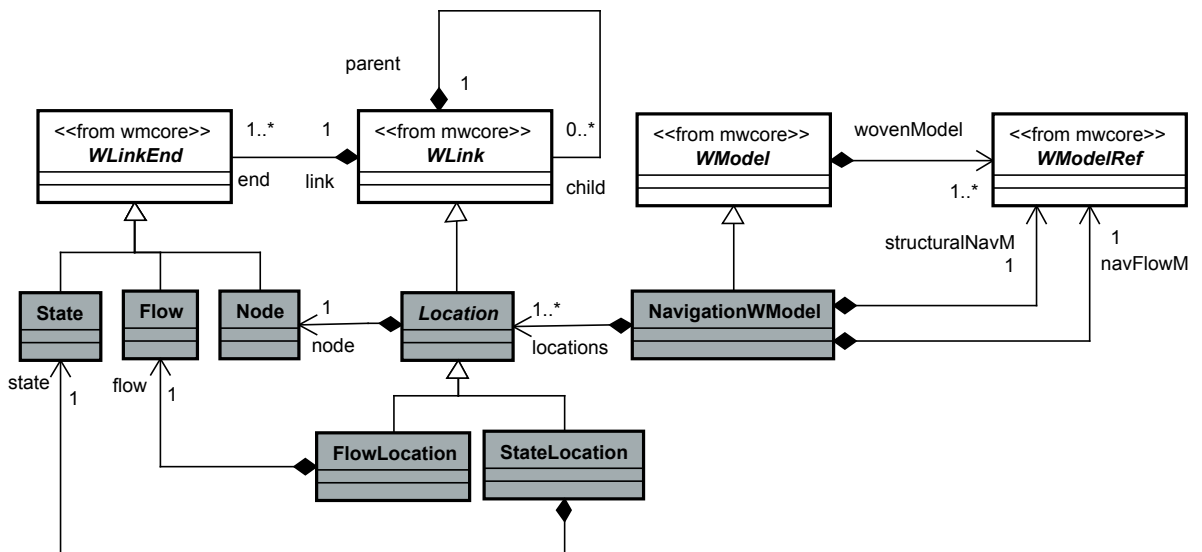 parent
1
<<from wmcore>>
WLinkEnd
1..*
end
1
link
<<from mwcore>>
WLink
0..*
child
<<from mwcore>>
WModel
wovenModel
1..*
<<from mwcore>>
WModelRef
structuralNavM
1
1
navFlowM
State
Flow
Node
1
node
Location
1..*
locations
NavigationWModel
state
1
flow
1
FlowLocation
StateLocation